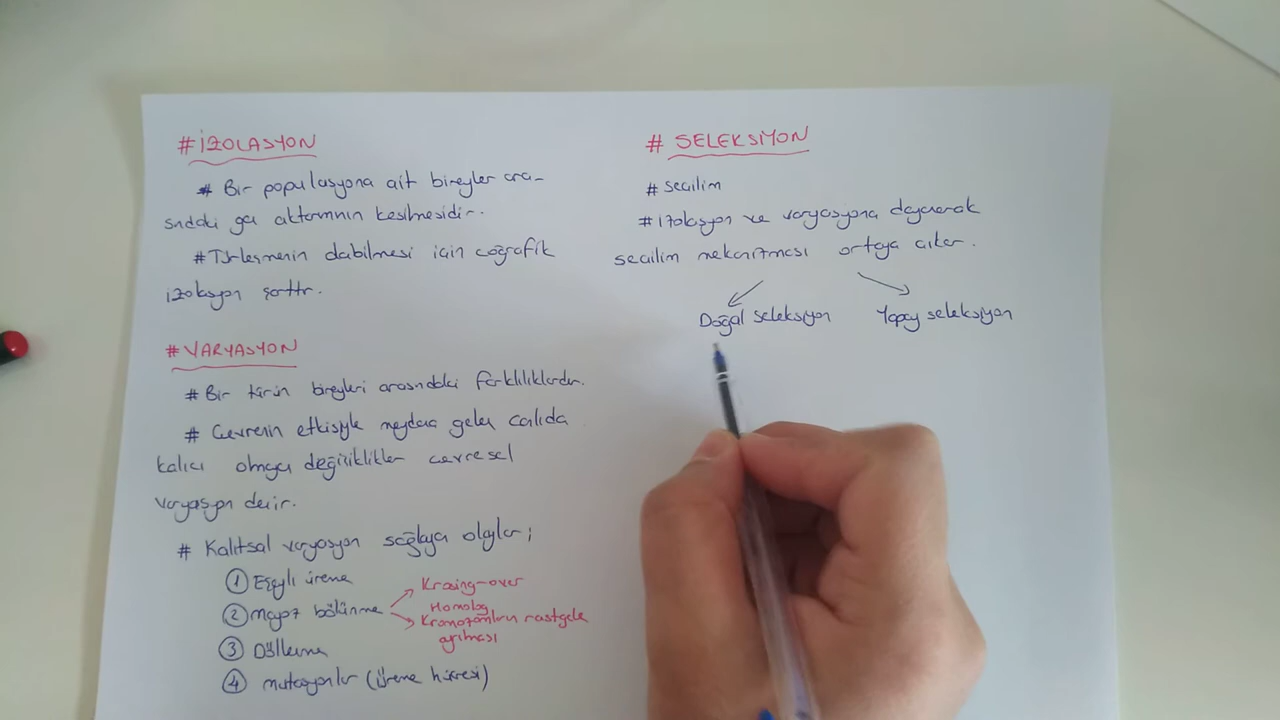 # İZOLASYON
# Bir populasyona ait bireyler ara-
sındaki gen aktarımının kesilmesidir.
# Türleşmenin olabilmesi için coğrafik
izolasyon şarttır.
# VARYASYON
# Bir türün bireyleri arasındaki farklılıklardır.
# Çevrenin etkisiyle meydana gelen canlıda
kalıcı olmayan değişiklikler çevresel
varyasyon denir.
# Kalıtsal varyasyon sağlayan olaylar;
① Eşeyli üreme
② Mayoz bölünme
Krosing-over
Homolog
Kromozomların rastgele
ayrılması
③ Döllenme
④ mutasyonlar (Üreme hücresi)
# SELEKSİYON
# Seçilim
# İzolasyon ve varyasyona dayanarak
seçilim mekanizması ortaya çıkar.
Doğal seleksiyon
Yapay seleksiyon